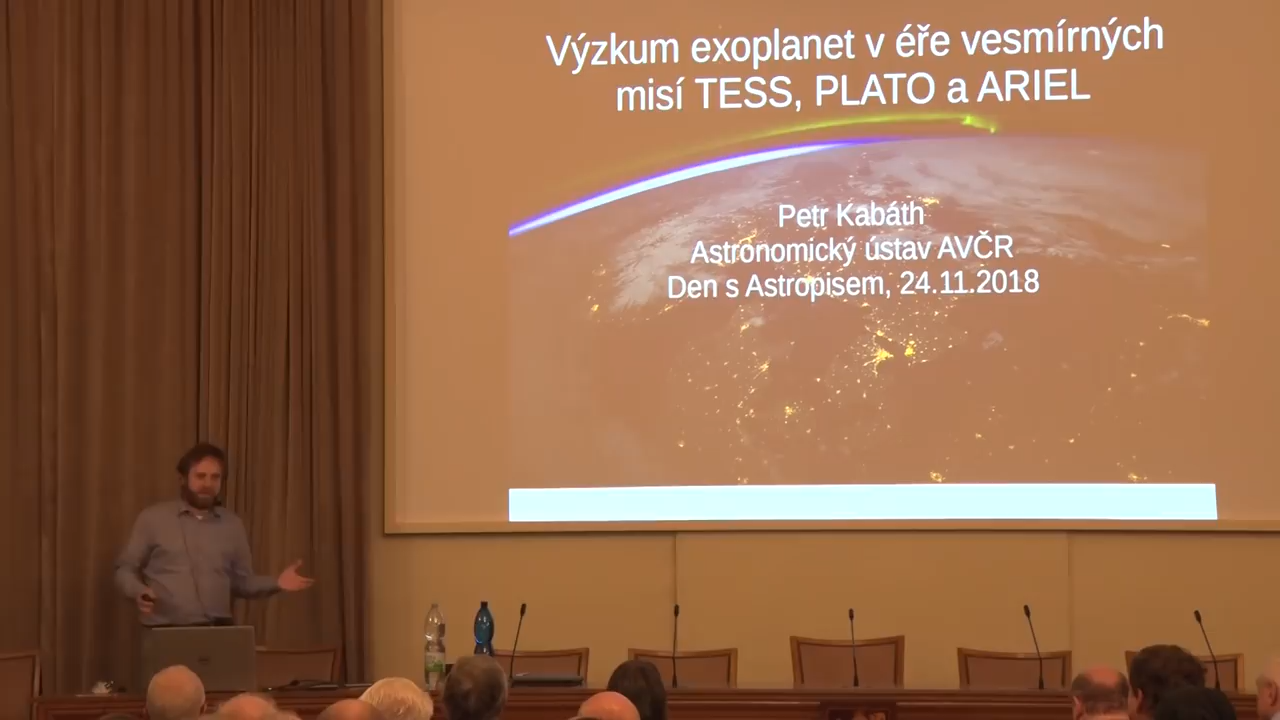 Výzkum exoplanet v éře vesmírných
misí TESS, PLATO a ARIEL
Petr Kabáth
Astronomický ústav AVČR
Den s Astropisem, 24.11.2018